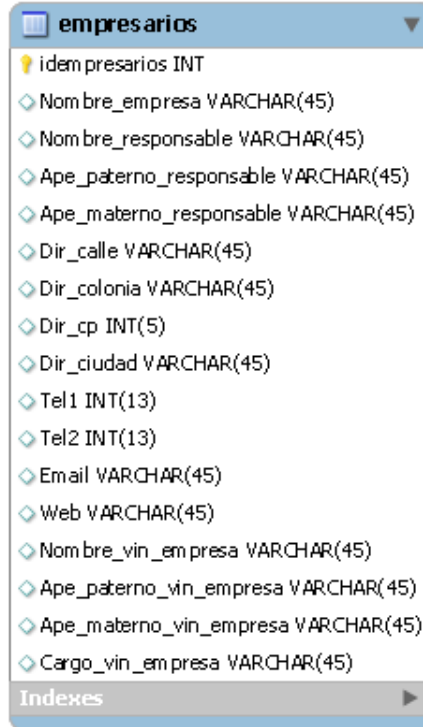 empresarios
idempresarios INT
Nombre_empresa VARCHAR(45)
Nombre_responsable VARCHAR(45)
Ape_paterno_responsable VARCHAR(45)
Ape_materno_responsable VARCHAR(45)
Dir_calle VARCHAR(45)
Dir_colonia VARCHAR(45)
Dir_cp INT(5)
Dir_ciudad VARCHAR(45)
Tel1 INT(13)
Tel2 INT(13)
Email VARCHAR(45)
Web VARCHAR(45)
Nombre_vin_empresa VARCHAR(45)
Ape_paterno_vin_empresa VARCHAR(45)
Ape_materno_vin_empresa VARCHAR(45)
Cargo_vin_empresa VARCHAR(45)
Indexes